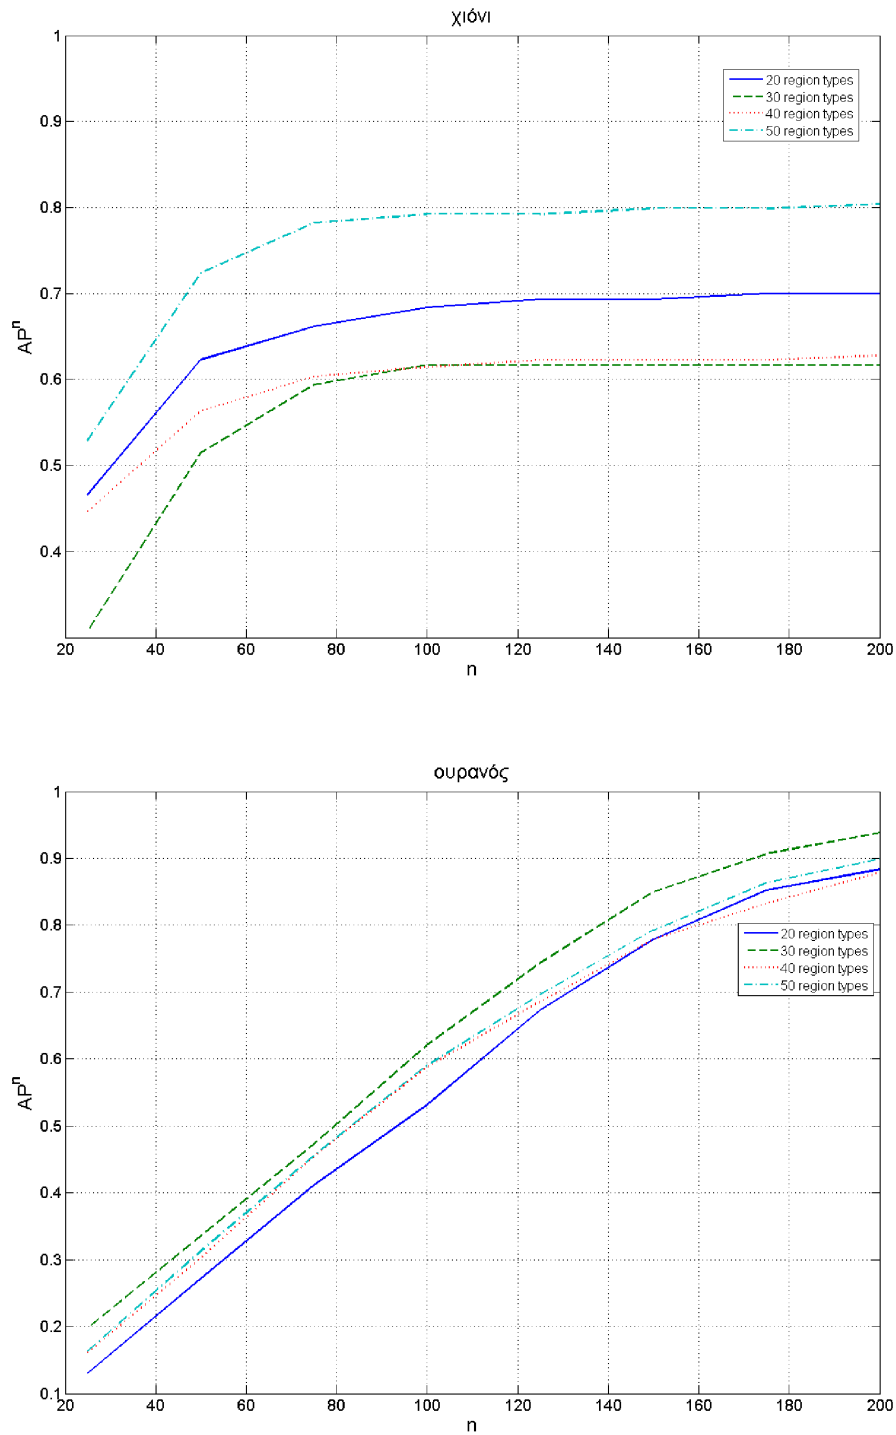 χιόνι
1
20 region types
30 region types
40 region types
50 region types
0.9
0.8
0.7
0.6
0.5
0.4
APⁿ
20 40 60 80 100 120 140 160 180 200
n
ουρανός
1
0.9
0.8
20 region types
30 region types
40 region types
50 region types
0.7
0.6
0.5
0.4
0.3
0.2
0.1
APⁿ
20 40 60 80 100 120 140 160 180 200
n